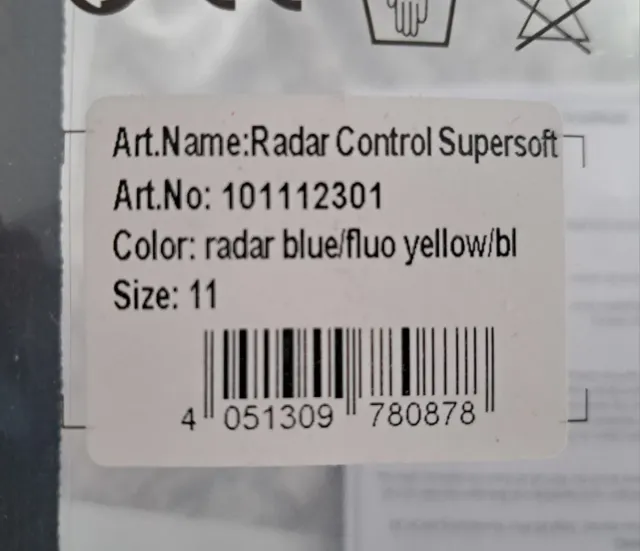 Art.Name:Radar Control Supersoft
Art.No: 101112301
Color: radar blue/fluo yellow/bl
Size: 11
4 051309 780878